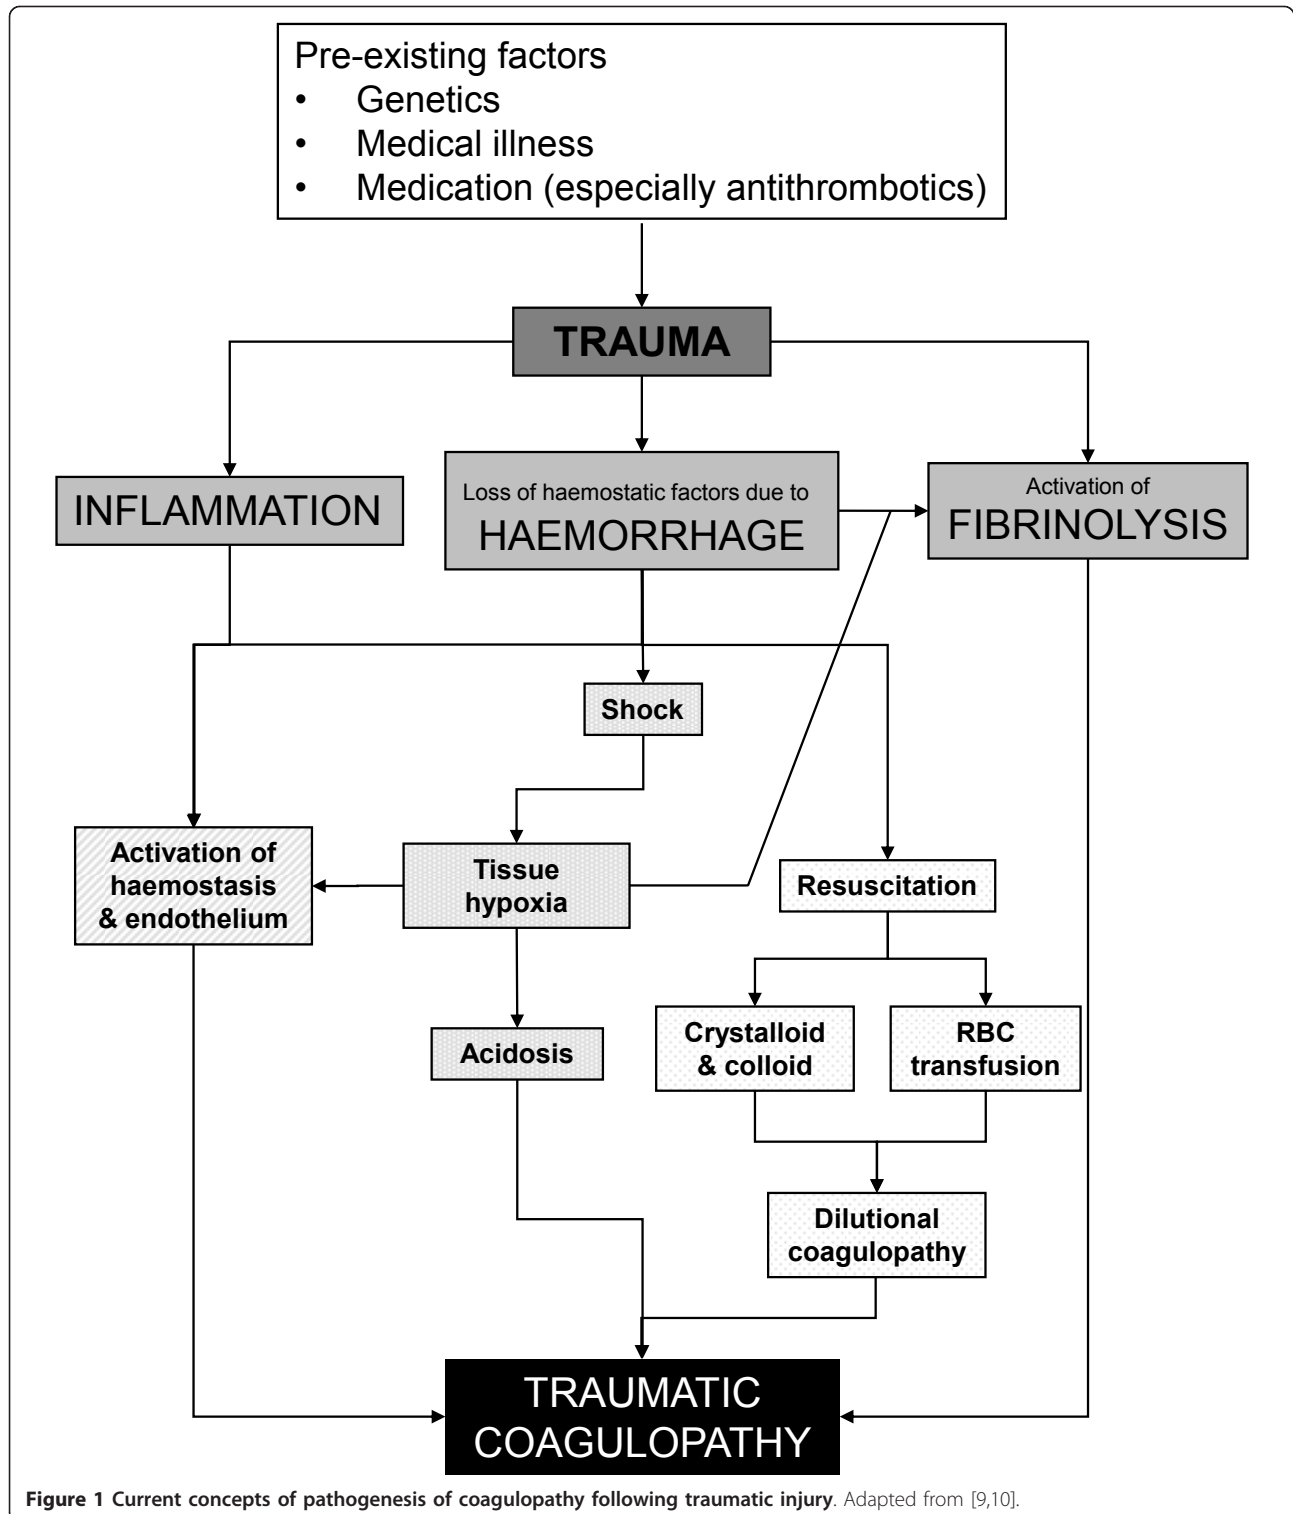 Pre-existing factors
• Genetics
• Medical illness
• Medication (especially antithrombotics)
TRAUMA
INFLAMMATION
Loss of haemostatic factors due to
HAEMORRHAGE
Activation of
FIBRINOLYSIS
Shock
Activation of
haemostasis
& endothelium
Tissue
hypoxia
Resuscitation
Acidosis
Crystalloid
& colloid
RBC
transfusion
Dilutional
coagulopathy
TRAUMATIC
COAGULOPATHY
Figure 1 Current concepts of pathogenesis of coagulopathy following traumatic injury. Adapted from [9,10].